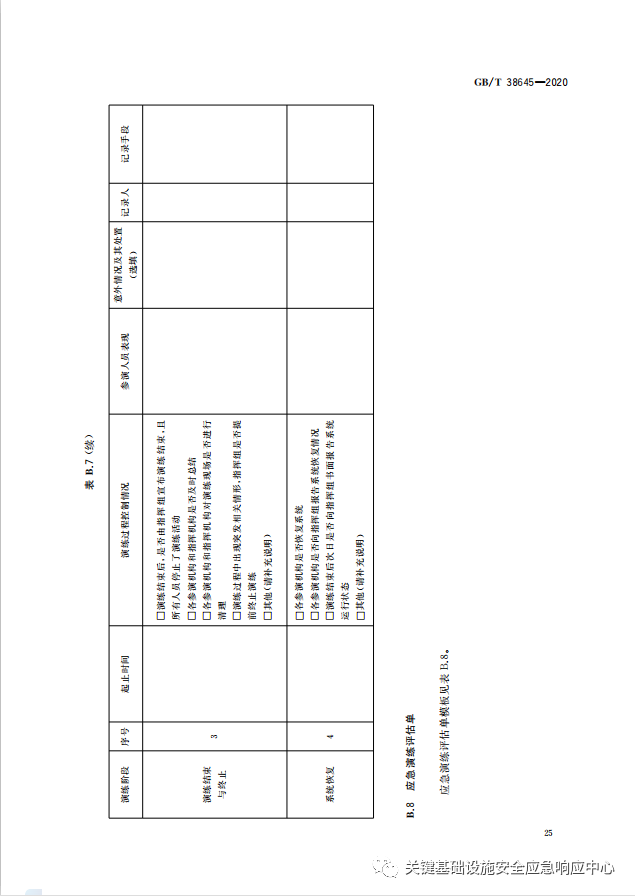 GB/T 38645—2020
表 B.7（续）
演练阶段
序号
起止时间
演练过程控制情况
参演人员表现
意外情况及其处置
（选填）
记录人
记录手段
演练结束
与终止
3
□演练结束后，是否由指挥组宣布演练结束，且
所有人员停止了演练活动
□各参演机构和指挥机构是否及时总结
□各参演机构和指挥机构对演练现场是否进行
清理
□演练过程中出现突发相关情形，指挥组是否提
前终止演练
□其他（请补充说明）
系统恢复
4
□各参演机构是否恢复系统
□各参演机构是否向指挥组报告系统恢复情况
□演练结束后次日是否向指挥组书面报告系统
运行状态
□其他（请补充说明）
B.8 应急演练评估单
应急演练评估单模板见表 B.8。
25
关键基础设施安全应急响应中心